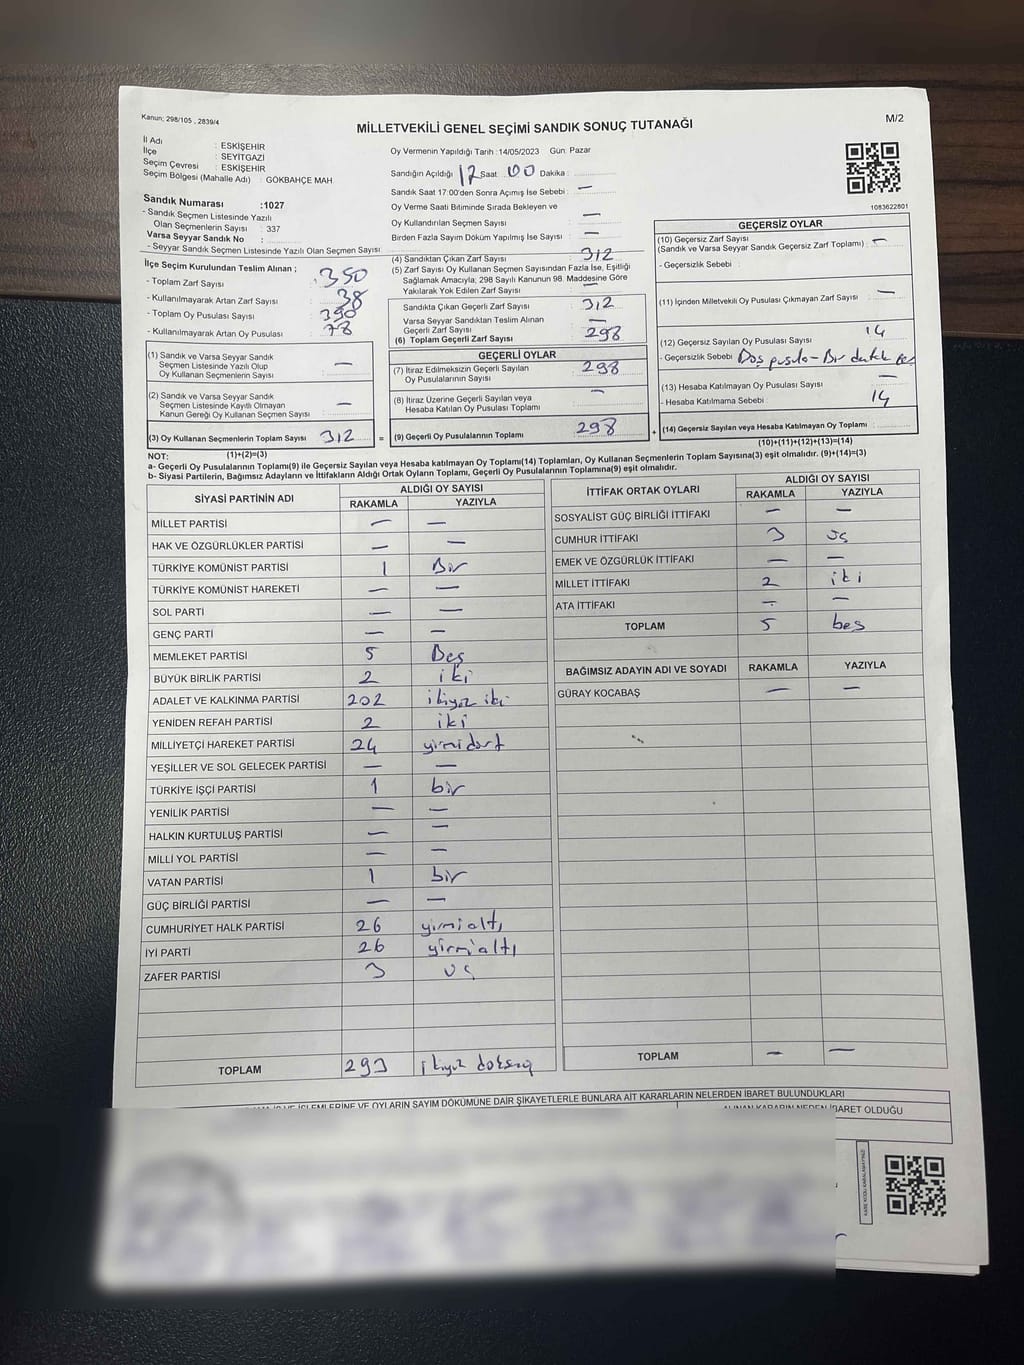 Kanun; 298/105 , 2839/4
MİLLETVEKİLİ GENEL SEÇİMİ SANDIK SONUÇ TUTANAĞI
M/2
İl Adı : ESKİŞEHİR
İlçe : SEYİTGAZİ
Seçim Çevresi : ESKİŞEHİR
Seçim Bölgesi (Mahalle Adı) : GÖKBAHÇE MAH
Sandık Numarası :1027
- Sandık Seçmen Listesinde Yazılı
Olan Seçmenlerin Sayısı : 337
Varsa Seyyar Sandık No :
- Seyyar Sandık Seçmen Listesinde Yazılı Olan Seçmen Sayısı:
Oy Vermenin Yapıldığı Tarih :14/05/2023 Gün: Pazar
Sandığın Açıldığı 17 Saat : 00 Dakika :
Sandık Saat 17:00'den Sonra Açımış İse Sebebi : —
Oy Verme Saati Bitiminde Sırada Bekleyen ve
Oy Kullandırılan Seçmen Sayısı : —
Birden Fazla Sayım Döküm Yapılmış İse Sayısı : —
1083622801
İlçe Seçim Kurulundan Teslim Alınan ;
- Toplam Zarf Sayısı : 350
- Kullanılmayarak Artan Zarf Sayısı : 38
- Toplam Oy Pusulası Sayısı : 390
- Kullanılmayarak Artan Oy Pusulası : 78
(1) Sandık ve Varsa Seyyar Sandık
Seçmen Listesinde Yazılı Olup
Oy Kullanan Seçmenlerin Sayısı : —
(2) Sandık ve Varsa Seyyar Sandık
Seçmen Listesinde Kayıtlı Olmayan
Kanun Gereği Oy Kullanan Seçmen Sayısı : —
(3) Oy Kullanan Seçmenlerin Toplam Sayısı 312 =
(4) Sandıktan Çıkan Zarf Sayısı : 312
(5) Zarf Sayısı Oy Kullanan Seçmen Sayısından Fazla İse, Eşitliği
Sağlamak Amacıyla; 298 Sayılı Kanunun 98. Maddesine Göre
Yakılarak Yok Edilen Zarf Sayısı : —
Sandıkta Çıkan Geçerli Zarf Sayısı : 312
Varsa Seyyar Sandıktan Teslim Alınan
Geçerli Zarf Sayısı : —
(6) Toplam Geçerli Zarf Sayısı : 298
GEÇERLİ OYLAR
(7) İtiraz Edilmeksizin Geçerli Sayılan
Oy Pusulalarının Sayısı : 298
(8) İtiraz Üzerine Geçerli Sayılan veya
Hesaba Katılan Oy Pusulası Toplamı : —
(9) Geçerli Oy Pusulalarının Toplamı 298 +
GEÇERSİZ OYLAR
(10) Geçersiz Zarf Sayısı
(Sandık ve Varsa Seyyar Sandık Geçersiz Zarf Toplamı) : —
- Geçersizlik Sebebi :
(11) İçinden Milletvekili Oy Pusulası Çıkmayan Zarf Sayısı : —
(12) Geçersiz Sayılan Oy Pusulası Sayısı : 14
- Geçersizlik Sebebi :
(13) Hesaba Katılmayan Oy Pusulası Sayısı : —
- Hesaba Katılmama Sebebi : 14
(14) Geçersiz Sayılan veya Hesaba Katılmayan Oy Toplamı :
NOT: (1)+(2)=(3)
(10)+(11)+(12)+(13)=(14)
a- Geçerli Oy Pusulalarının Toplamı(9) ile Geçersiz Sayılan veya Hesaba katılmayan Oy Toplamı(14) Toplamları, Oy Kullanan Seçmenlerin Toplam Sayısına(3) eşit olmalıdır. (9)+(14)=(3)
b- Siyasi Partilerin, Bağımsız Adayların ve İttifakların Aldığı Oyların Toplamı, Geçerli Oy Pusulalarının Toplamına(9) eşit olmalıdır.
SİYASİ PARTİNİN ADI ALDIĞI OY SAYISI
RAKAMLA YAZIYLA
MİLLET PARTİSİ — —
HAK VE ÖZGÜRLÜKLER PARTİSİ — —
TÜRKİYE KOMÜNİST PARTİSİ 1 Bir
TÜRKİYE KOMÜNİST HAREKETİ — —
SOL PARTİ — —
GENÇ PARTİ — —
MEMLEKET PARTİSİ 5 Beş
BÜYÜK BİRLİK PARTİSİ 2 iki
ADALET VE KALKINMA PARTİSİ 202 ikiyüz iki
YENİDEN REFAH PARTİSİ 2 iki
MİLLİYETÇİ HAREKET PARTİSİ 24 yirmidört
YEŞİLLER VE SOL GELECEK PARTİSİ — —
TÜRKİYE İŞÇİ PARTİSİ 1 bir
YENİLİK PARTİSİ — —
HALKIN KURTULUŞ PARTİSİ — —
MİLLİ YOL PARTİSİ — —
VATAN PARTİSİ 1 bir
GÜÇ BİRLİĞİ PARTİSİ — —
CUMHURİYET HALK PARTİSİ 26 yirmialtı
İYİ PARTİ 26 yirmialtı
ZAFER PARTİSİ 3 üç
TOPLAM 293
İTTİFAK ORTAK OYLARI ALDIĞI OY SAYISI
RAKAMLA YAZIYLA
SOSYALİST GÜÇ BİRLİĞİ İTTİFAKI — —
CUMHUR İTTİFAKI 3 üç
EMEK VE ÖZGÜRLÜK İTTİFAKI — —
MİLLET İTTİFAKI 2 iki
ATA İTTİFAKI — —
TOPLAM 5 beş
BAĞIMSIZ ADAYIN ADI VE SOYADI RAKAMLA YAZIYLA
GÜRAY KOCABAŞ — —
TOPLAM — —
İŞLEMLERİNE VE OYLARIN SAYIM DÖKÜMÜNE DAİR ŞİKAYETLERLE BUNLARA AİT KARARLARIN NELERDEN İBARET BULUNDUKLARI
ALINAN KARARIN NEDEN İBARET OLDUĞU
KARE KODU KARALAMAYINIZ!